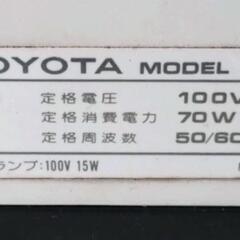 OYOTA MODEL
定格電圧 100V
定格消費電力 70W
定格周波数 50/60
ランプ:100V 15W